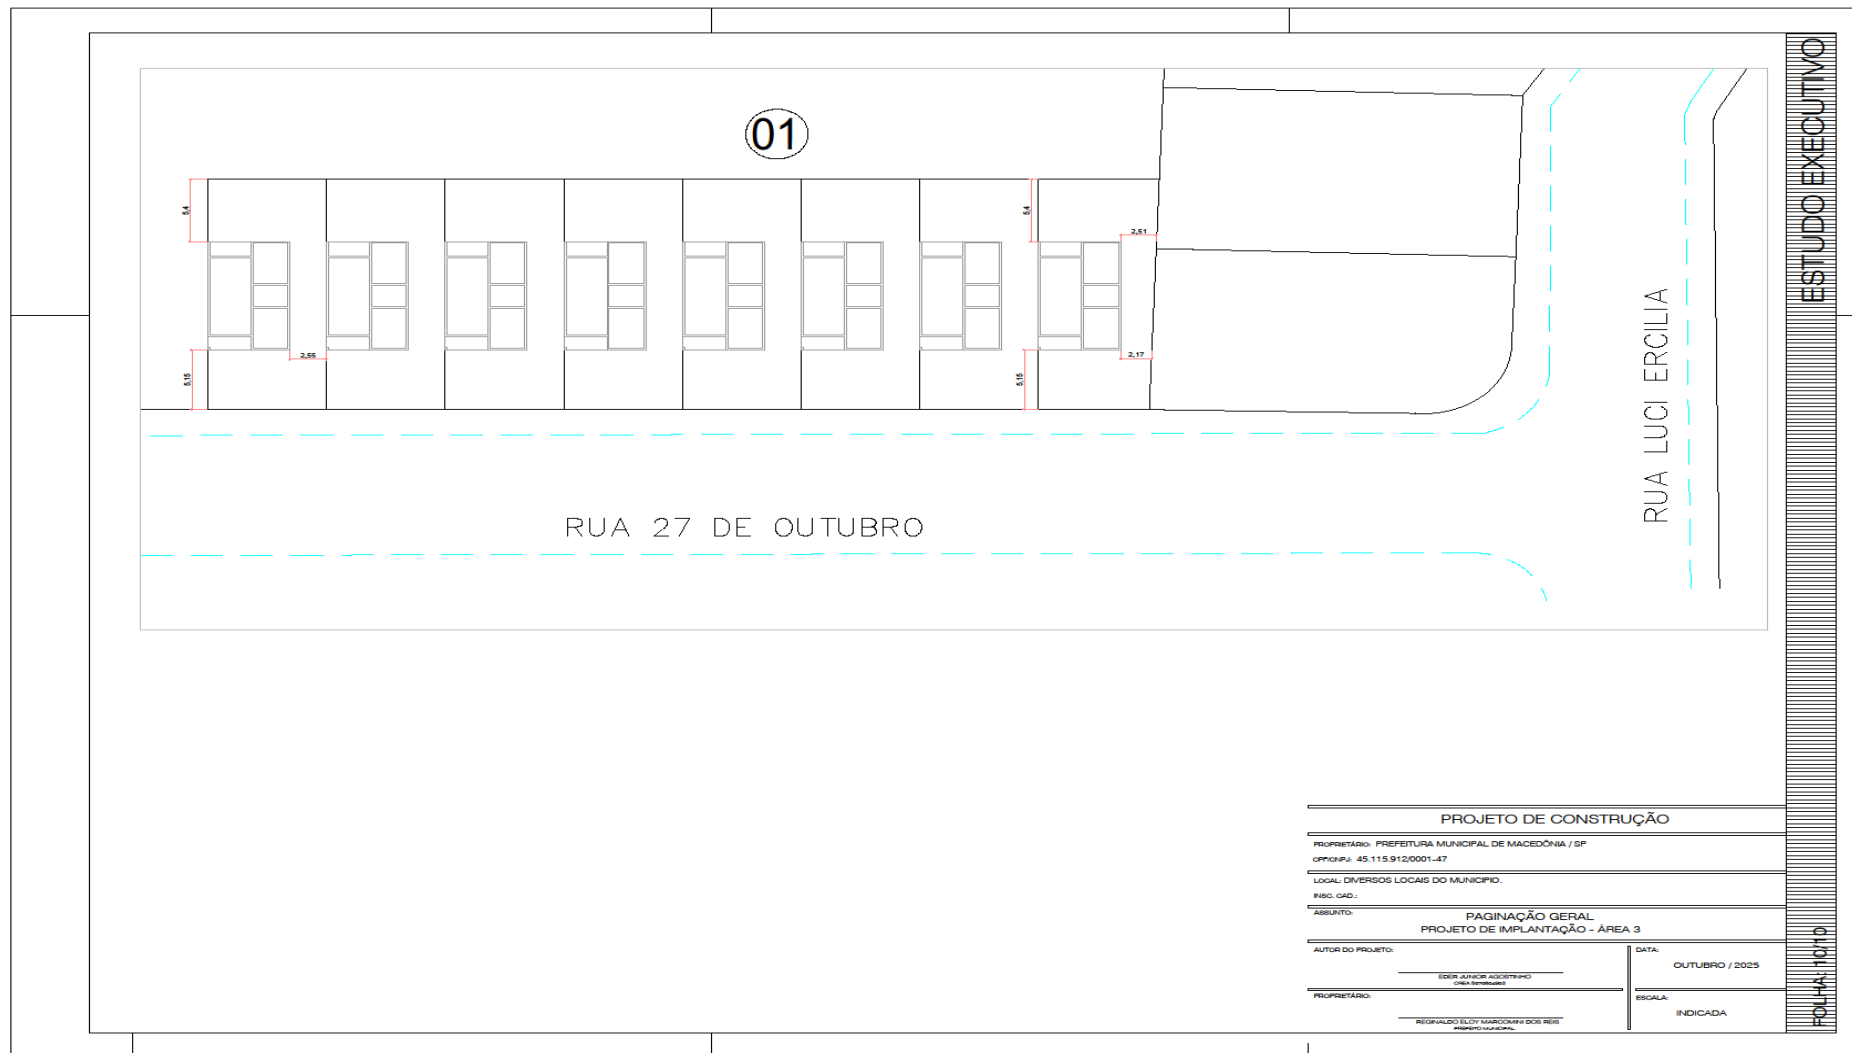 ESTUDO EXECUTIVO
01
5,4
5,4
2,51
2,55
2,17
5,15
5,15
RUA LUCI ERCILIA
RUA 27 DE OUTUBRO
PROJETO DE CONSTRUÇÃO
PROPRIETÁRIO: PREFEITURA MUNICIPAL DE MACEDÔNIA / SP
CPF/CNPJ: 45.115.912/0001-47
LOCAL: DIVERSOS LOCAIS DO MUNICIPIO.
INSC. CAD.:
ASSUNTO:
PAGINAÇÃO GERAL
PROJETO DE IMPLANTAÇÃO - ÁREA 3
AUTOR DO PROJETO:
EDER JUNIOR AGOSTINHO
CREA
DATA:
OUTUBRO / 2025
PROPRIETÁRIO:
REGINALDO ELOY MARCOMINI DOS REIS
PREFEITO MUNICIPAL
ESCALA:
INDICADA
FOLHA: 10/10